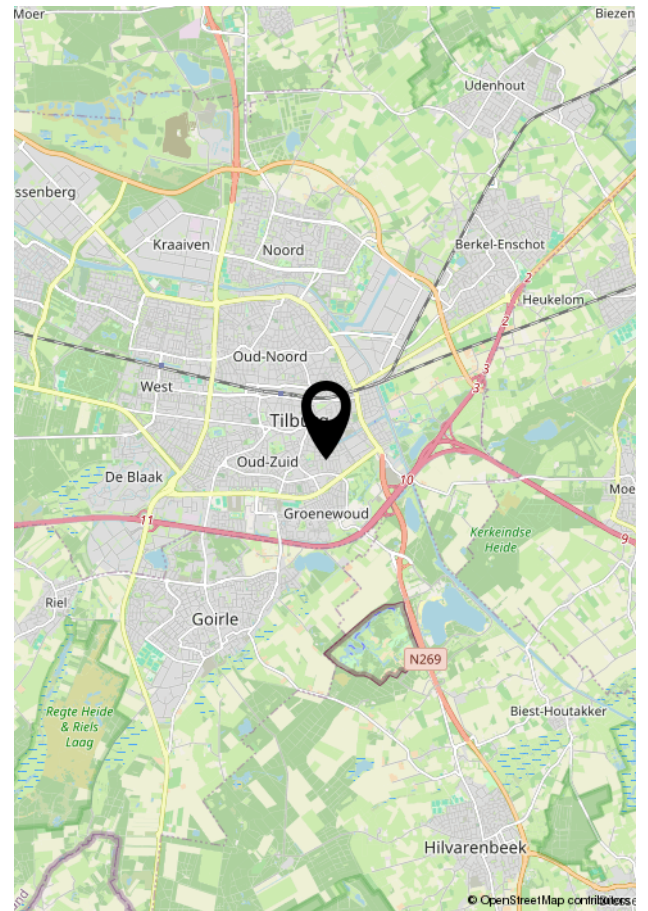 Moer
Biezen
Udenhout
ssenberg
Kraaiven
Noord
Berkel-Enschot
2
Heukelom
2
Oud-Noord
3
West
3
Tilbu
Oud-Zuid
De Blaak
10
Moe
Groenewoud
11
Kerkeindse
Heide
9
Riel
Goirle
N269
Regte Heide
& Riels
Laag
Biest-Houtakker
Hilvarenbeek
© OpenStreetMap contributors